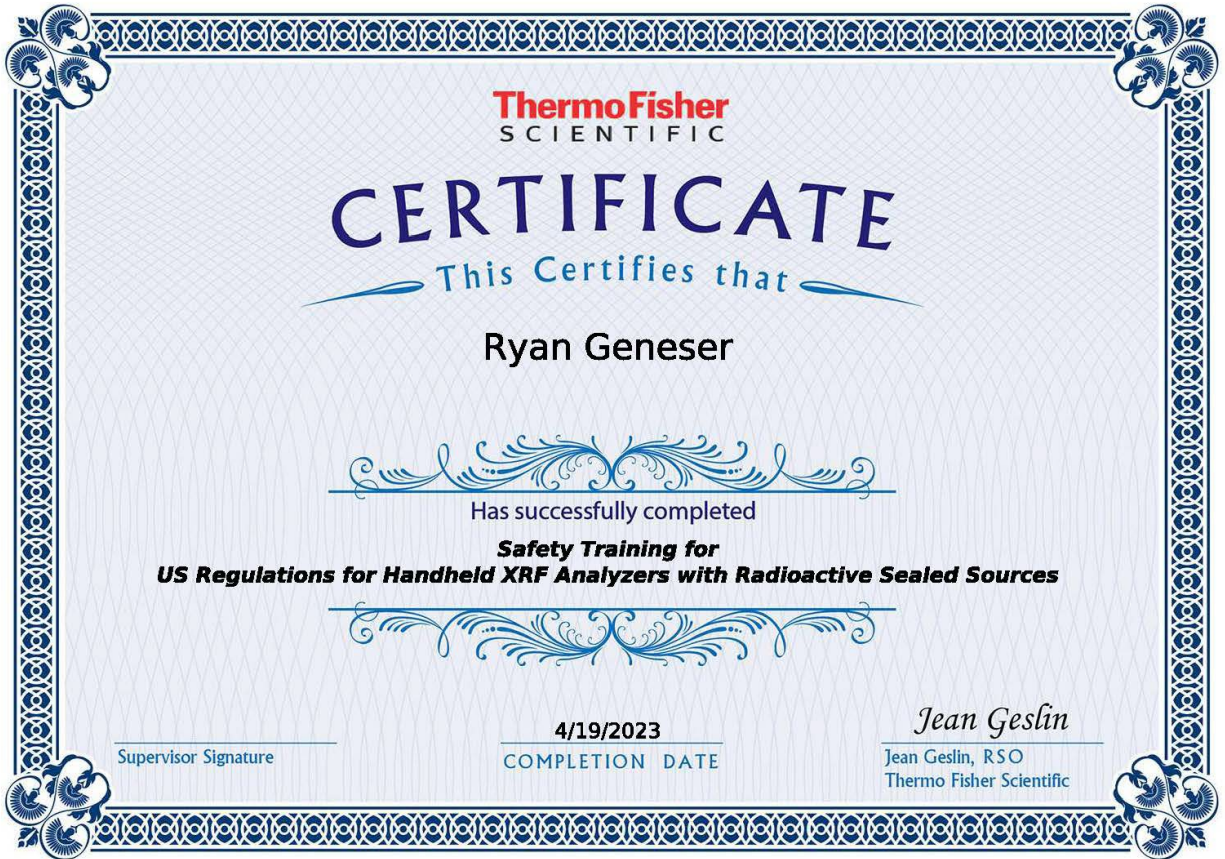 ThermoFisher
SCIENTIFIC
CERTIFICATE
This Certifies that
Ryan Geneser
Has successfully completed
Safety Training for
US Regulations for Handheld XRF Analyzers with Radioactive Sealed Sources
Jean Geslin
4/19/2023
Supervisor Signature
COMPLETION DATE
Jean Geslin, RSO
Thermo Fisher Scientific